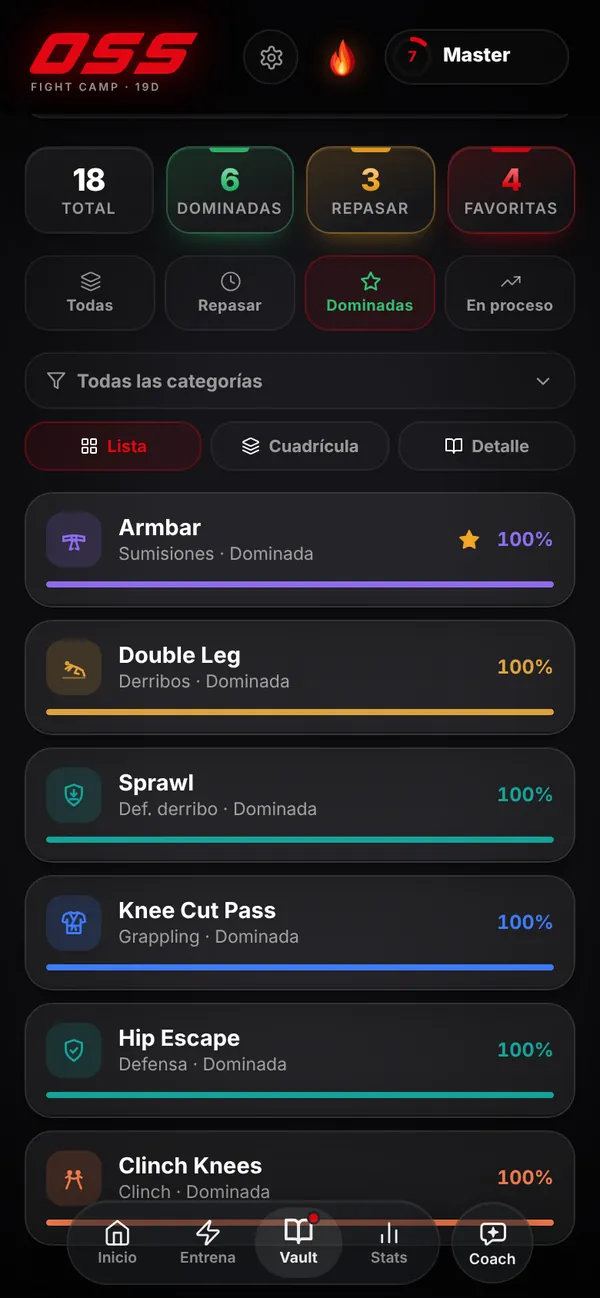 OSS
FIGHT CAMP · 19D
7
Master
18
TOTAL
6
DOMINADAS
3
REPASAR
4
FAVORITAS
Todas
Repasar
Dominadas
En proceso
Todas las categorías
Lista
Cuadrícula
Detalle
Armbar
Sumisiones · Dominada
100%
Double Leg
Derribos · Dominada
100%
Sprawl
Def. derribo · Dominada
100%
Knee Cut Pass
Grappling · Dominada
100%
Hip Escape
Defensa · Dominada
100%
Clinch Knees
Clinch · Dominada
100%
Inicio
Entrena
Vault
Stats
Coach